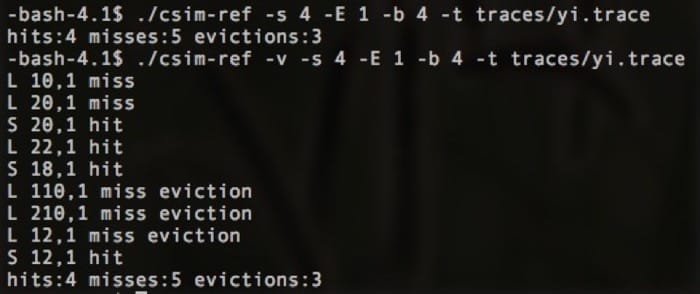 -bash-4.1$ ./csim-ref -s 4 -E 1 -b 4 -t traces/yi.trace
hits:4 misses:5 evictions:3
-bash-4.1$ ./csim-ref -v -s 4 -E 1 -b 4 -t traces/yi.trace
L 10,1 miss
L 20,1 miss
S 20,1 hit
L 22,1 hit
S 18,1 hit
L 110,1 miss eviction
L 210,1 miss eviction
L 12,1 miss eviction
S 12,1 hit
hits:4 misses:5 evictions:3